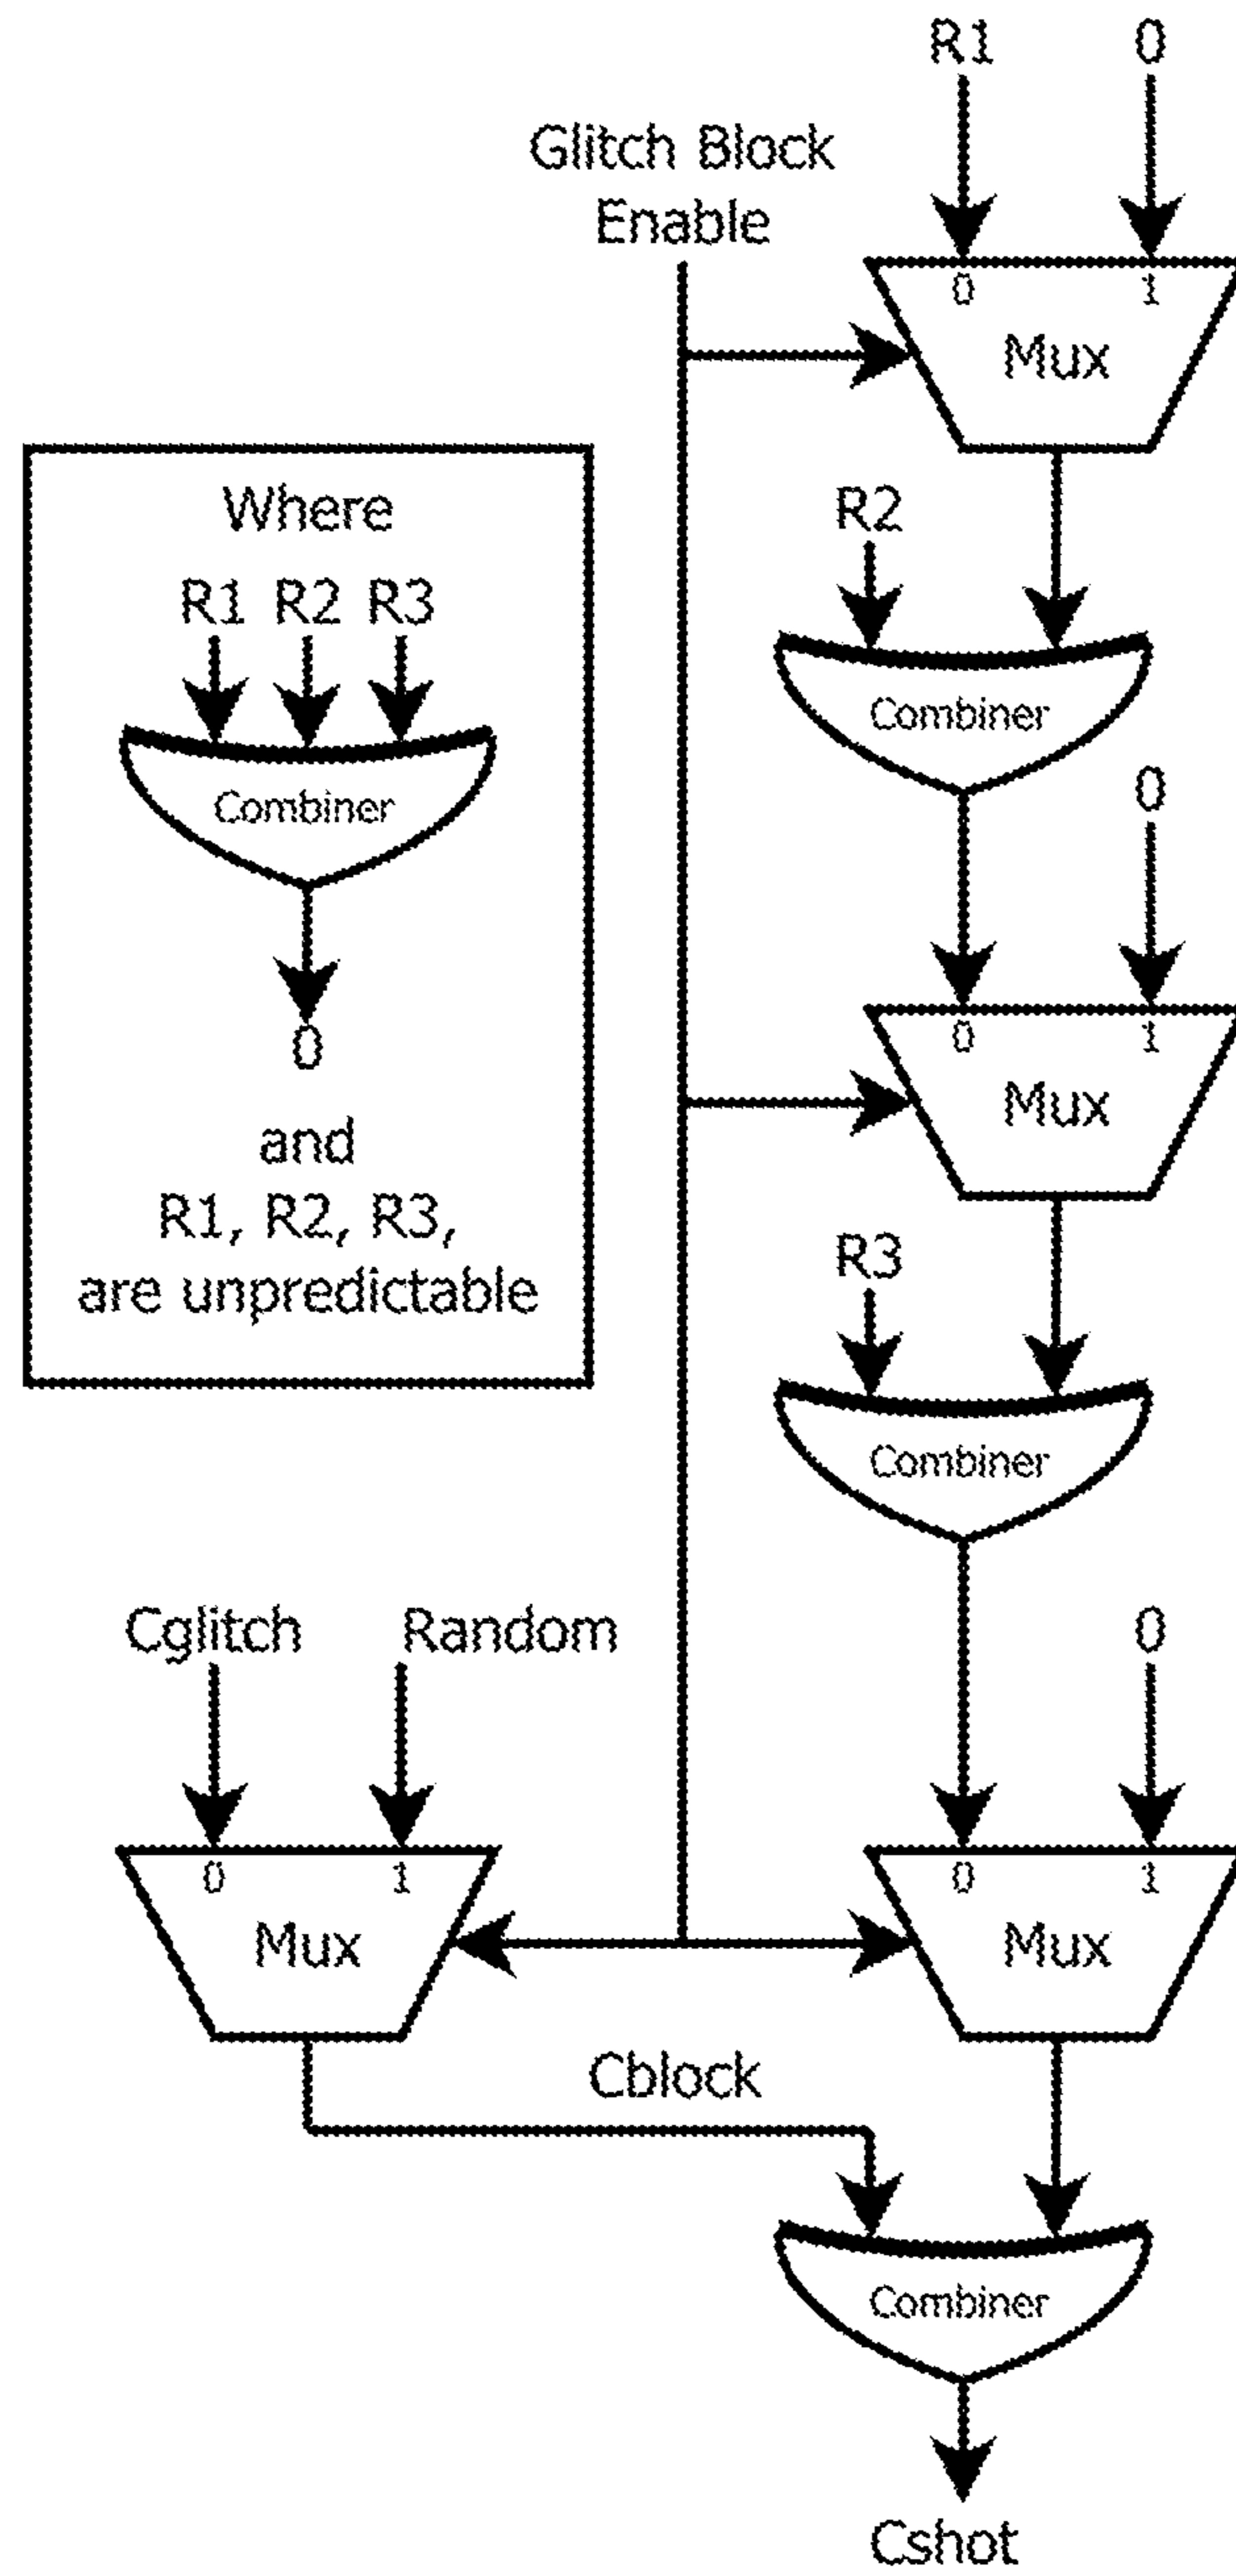 R1 0
Glitch Block
Enable
0 1
Mux
Where
R1 R2 R3
Combiner
0
and
R1, R2, R3,
are unpredictable
R2
Combiner
0
0 1
Mux
R3
Combiner
Cglitch Random
0
0 1
Mux
0 1
Mux
Cblock
Combiner
Cshot